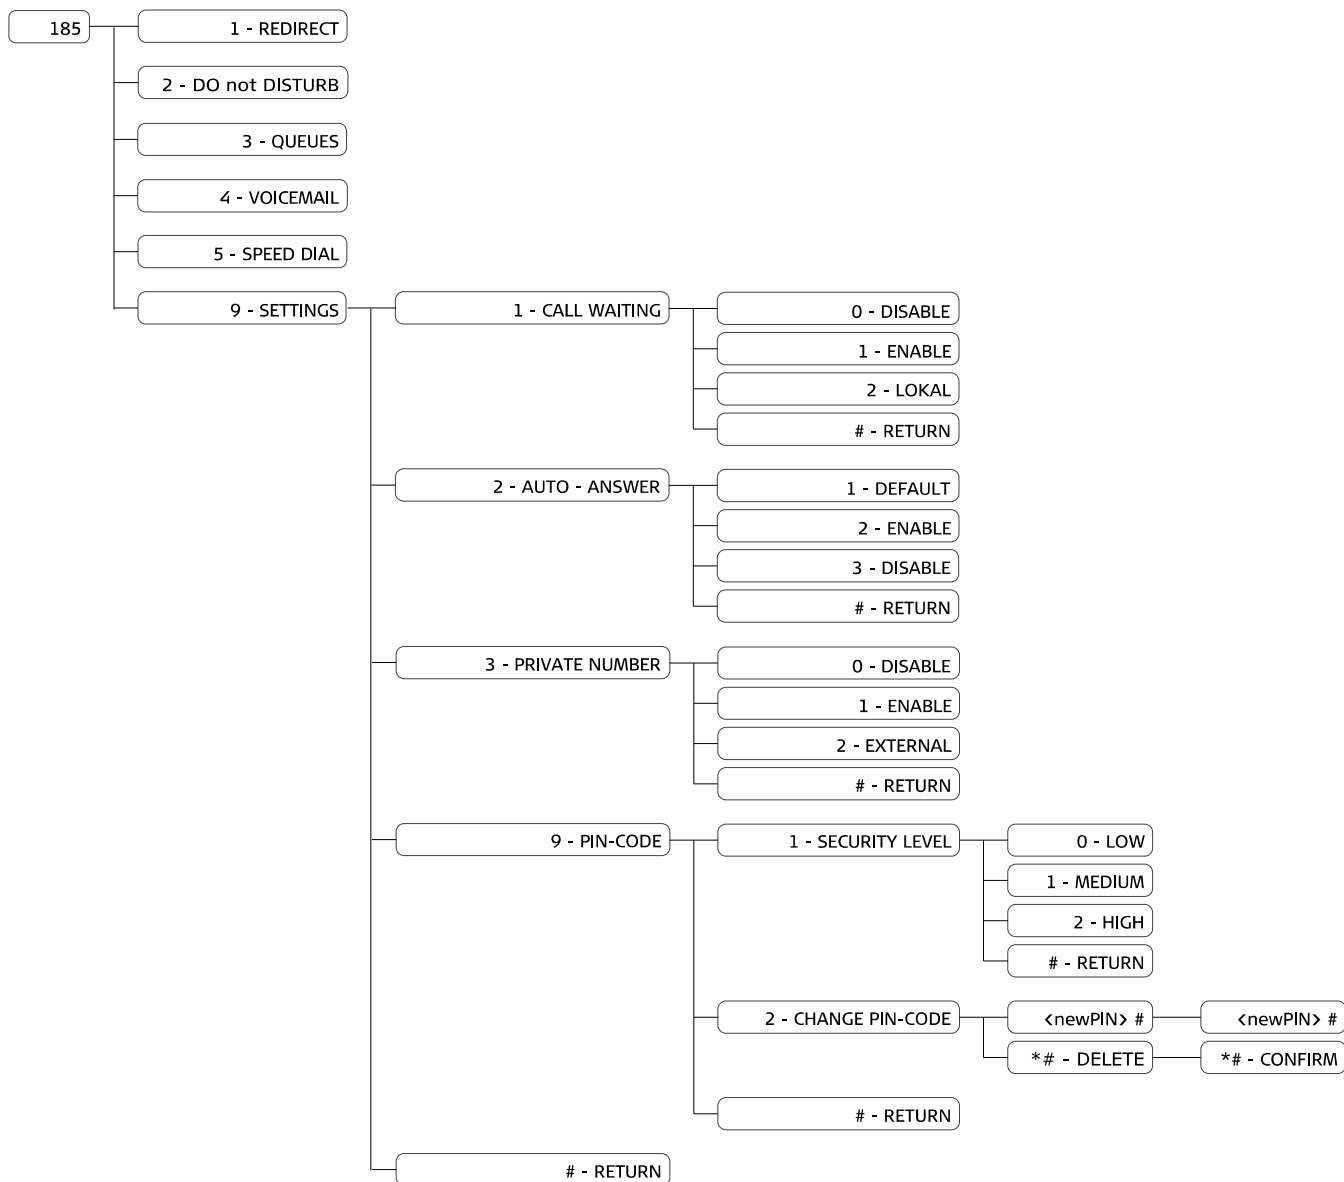 185
1 - REDIRECT
2 - DO not DISTURB
3 - QUEUES
4 - VOICEMAIL
5 - SPEED DIAL
9 - SETTINGS
1 - CALL WAITING
0 - DISABLE
1 - ENABLE
2 - LOKAL
# - RETURN
2 - AUTO - ANSWER
1 - DEFAULT
2 - ENABLE
3 - DISABLE
# - RETURN
3 - PRIVATE NUMBER
0 - DISABLE
1 - ENABLE
2 - EXTERNAL
# - RETURN
9 - PIN-CODE
1 - SECURITY LEVEL
0 - LOW
1 - MEDIUM
2 - HIGH
# - RETURN
2 - CHANGE PIN-CODE
<newPIN> #
<newPIN> #
*# - DELETE
*# - CONFIRM
# - RETURN
# - RETURN